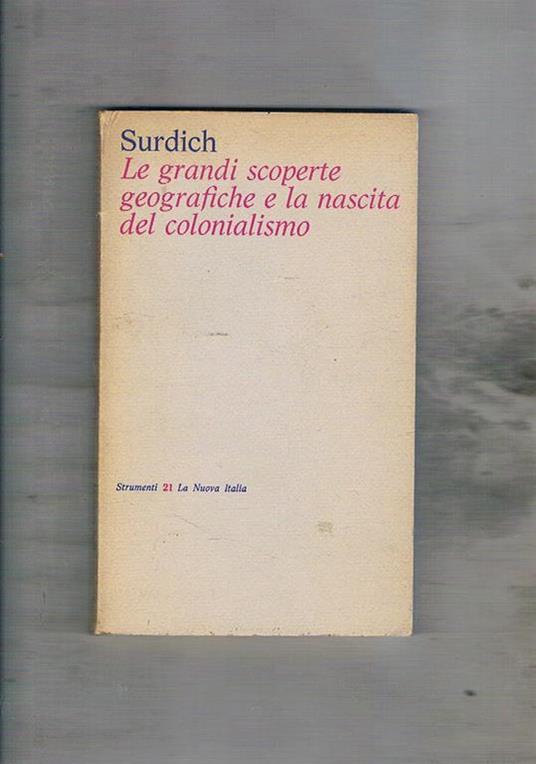 Surdich
Le grandi scoperte
geografiche e la nascita
del colonialismo
Strumenti 21 La Nuova Italia